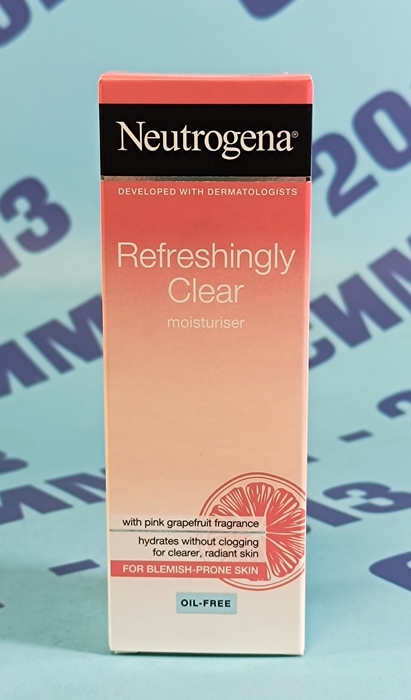 Neutrogena®
DEVELOPED WITH DERMATOLOGISTS
Refreshingly
Clear
moisturiser
with pink grapefruit fragrance
hydrates without clogging
for clearer, radiant skin
FOR BLEMISH-PRONE SKIN
OIL-FREE